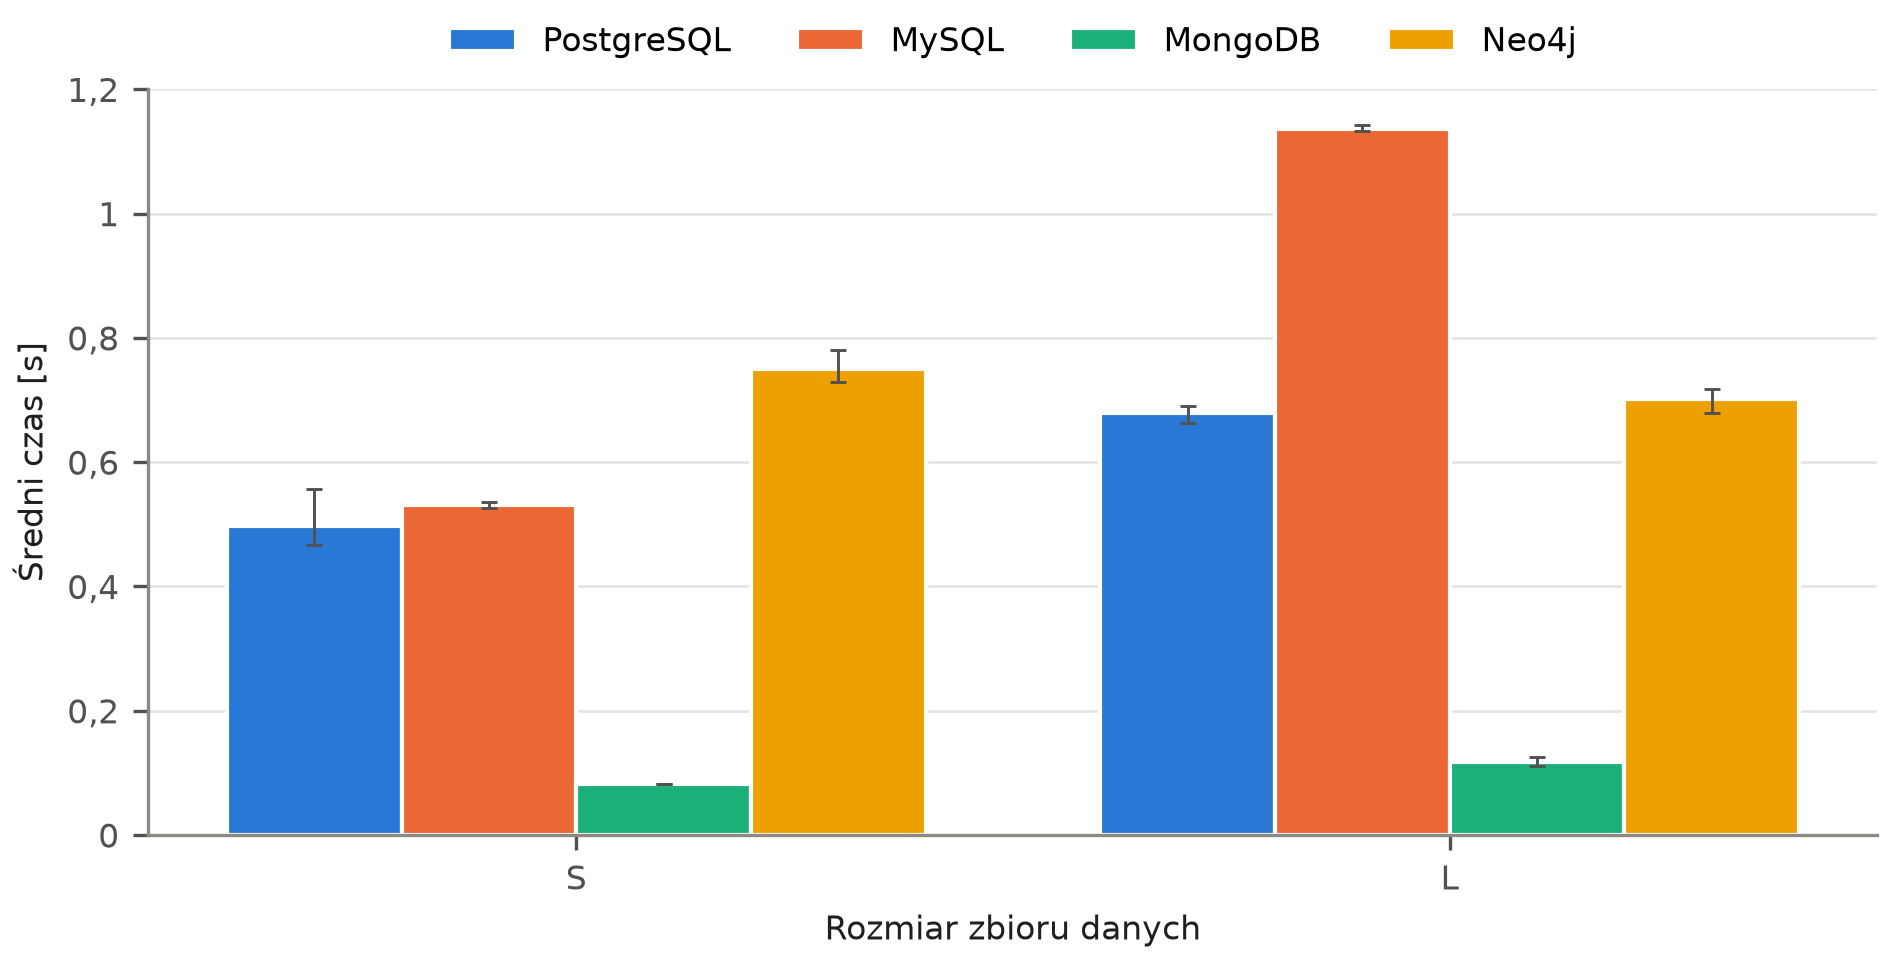 PostgreSQL MySQL MongoDB Neo4j
1,2
1
0,8
0,6
0,4
0,2
0
Średni czas [s]
S L
Rozmiar zbioru danych